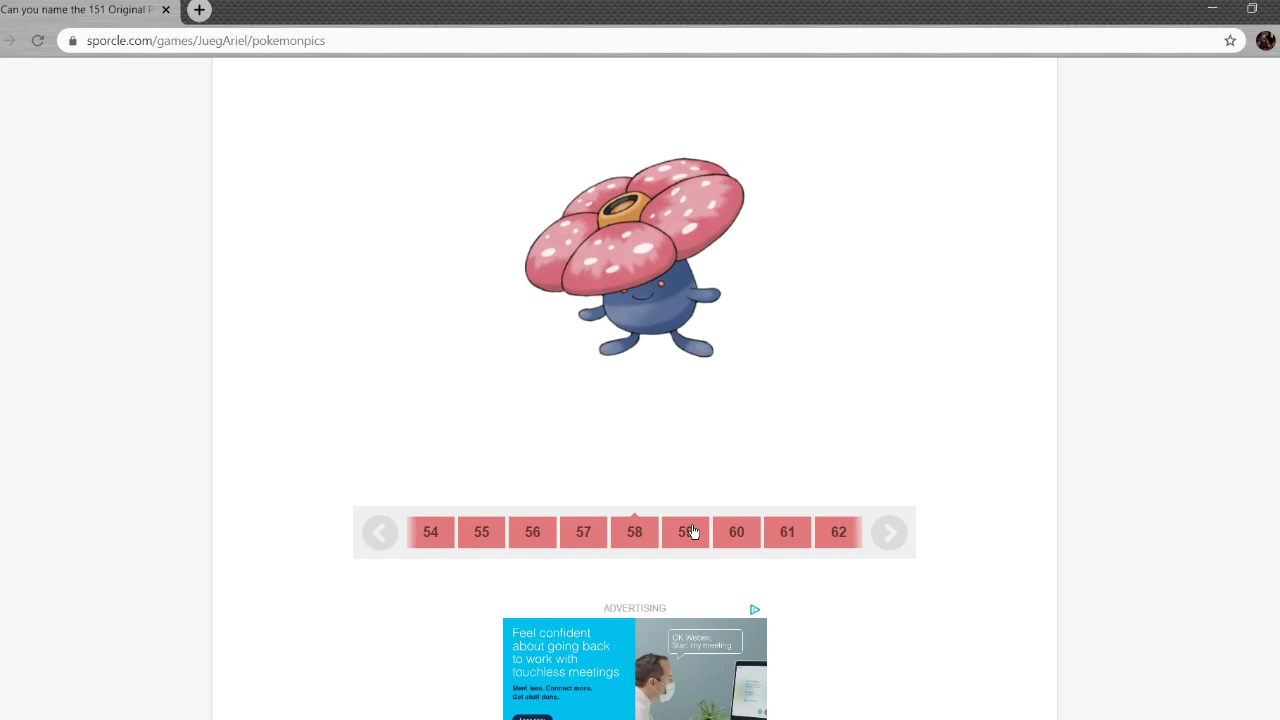 Can you name the 151 Original P
sporcle.com/games/JuegAriel/pokemonpics
54 55 56 57 58 59 60 61 62
ADVERTISING
Feel confident
about going back
to work with
touchless meetings
Meet less. Connect more.
Get stuff done.
OK Webex,
Start my meeting